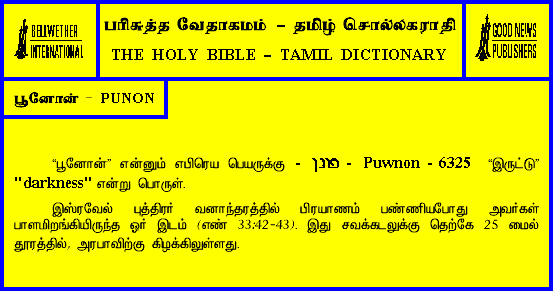 BELLWETHER
INTERNATIONAL
பரிசுத்த வேதாகமம் – தமிழ் சொல்லகராதி
THE HOLY BIBLE – TAMIL DICTIONARY
GOOD NEWS
PUBLISHERS
பூனோன் – PUNON
“பூனோன்” என்னும் எபிரெய பெயருக்கு - פונן - Puwnon - 6325 “இருட்டு”
"darkness" என்று பொருள்.
இஸ்ரவேல் புத்திரர் வனாந்தரத்தில் பிரயாணம் பண்ணியபோது அவர்கள்
பாளமிறங்கியிருந்த ஓர் இடம் (எண் 33:42-43). இது சவக்கடலுக்கு தெற்கே 25 மைல்
தூரத்தில், அரபாவிற்கு கிழக்கிலுள்ளது.